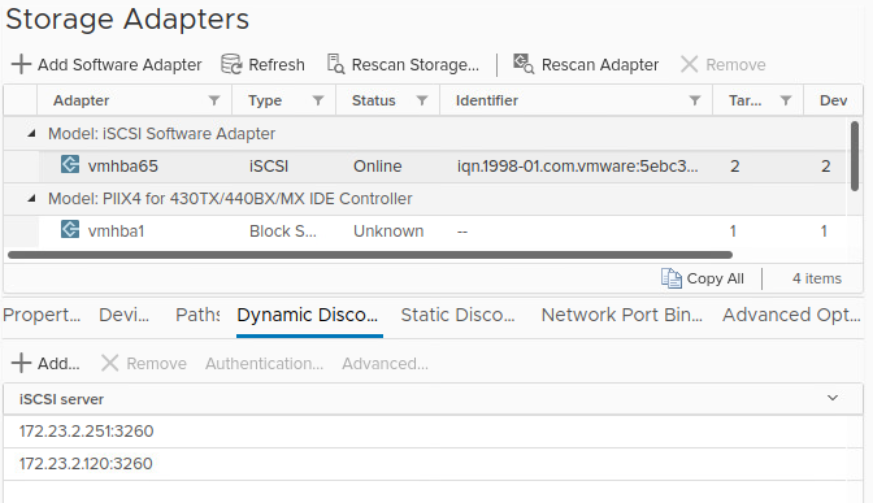 Storage Adapters
Add Software Adapter Refresh Rescan Storage... Rescan Adapter Remove
Adapter Type Status Identifier Tar... Dev
Model: iSCSI Software Adapter
vmhba65 iSCSI Online iqn.1998-01.com.vmware:5ebc3... 2 2
Model: PIIX4 for 430TX/440BX/MX IDE Controller
vmhba1 Block S... Unknown -- 1 1
Copy All 4 items
Propert... Devi... Paths Dynamic Disco... Static Disco... Network Port Bin... Advanced Opt...
Add... Remove Authentication... Advanced...
iSCSI server
172.23.2.251:3260
172.23.2.120:3260